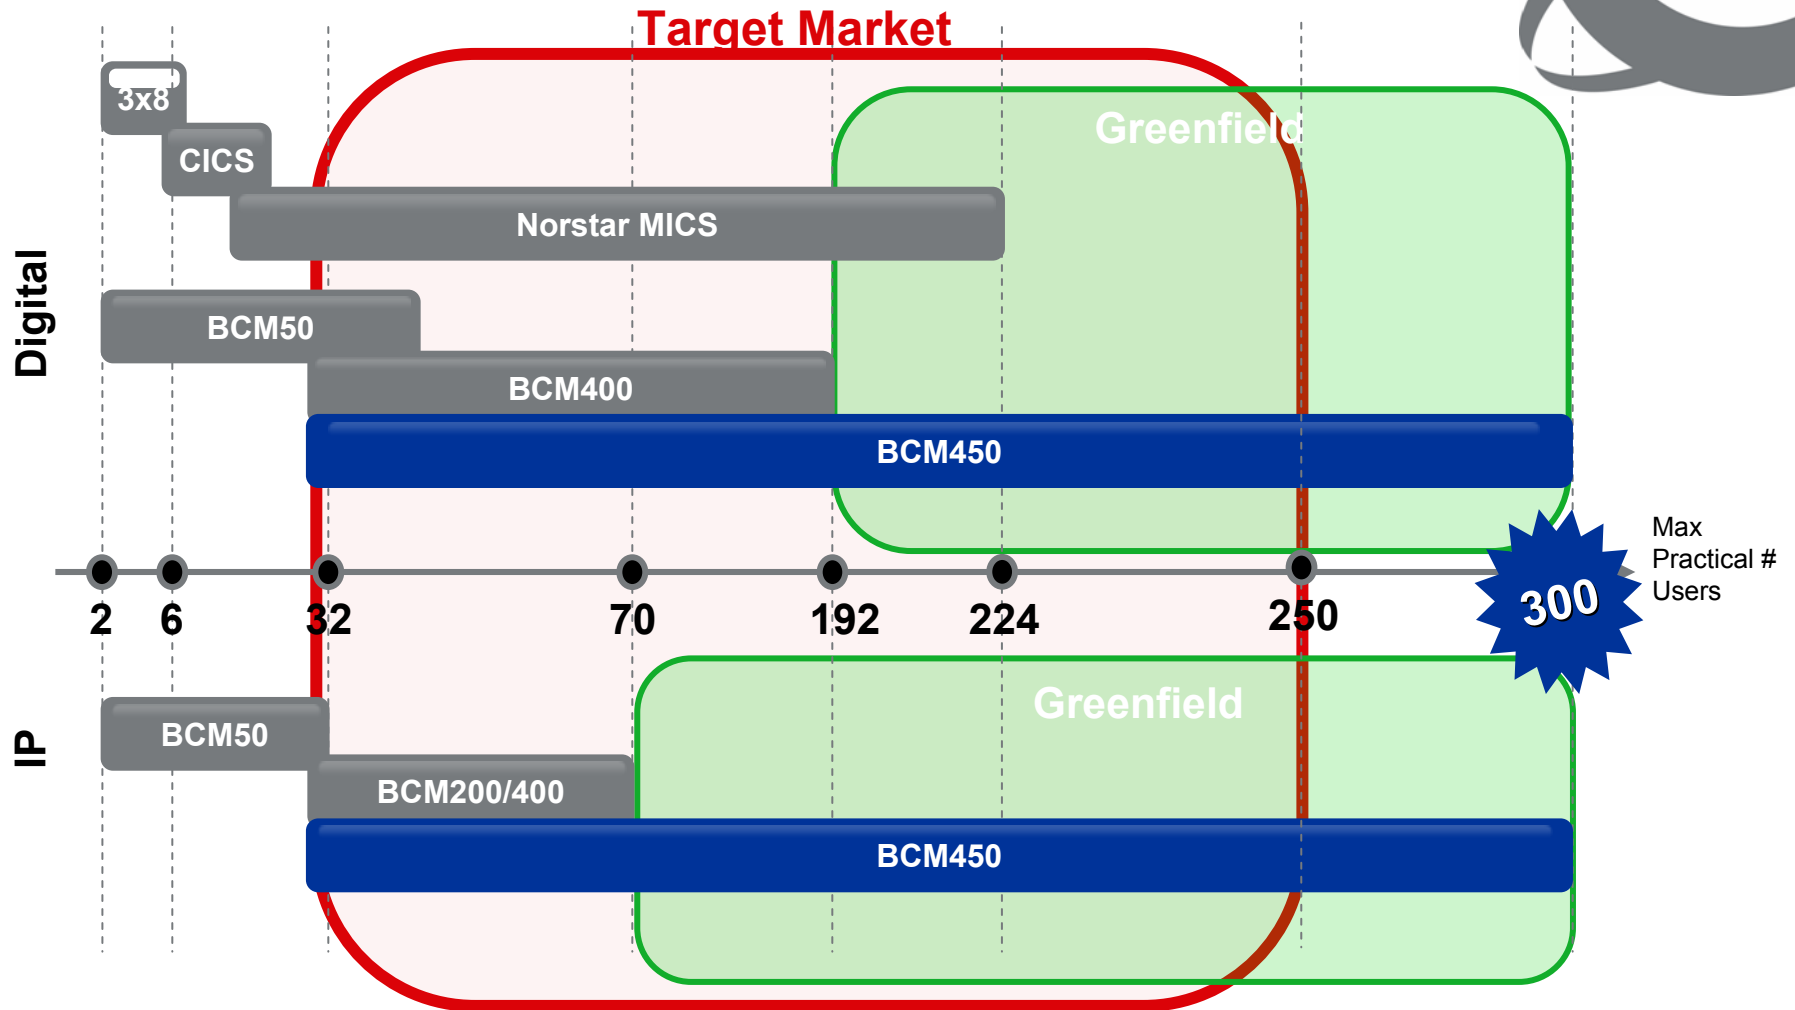 Target Market
3x8
Greenfield
CICS
Norstar MICS
Digital
BCM50
BCM400
BCM450
Max
Practical #
Users
2
6
32
70
192
224
250
300
Greenfield
IP
BCM50
BCM200/400
BCM450